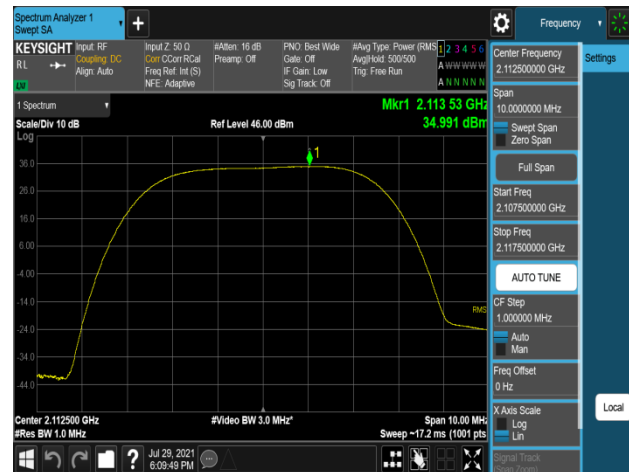 Spectrum Analyzer 1
Swept SA
+
Frequency
KEYSIGHT
Input: RF
Input Z: 50 Ω
#Atten: 16 dB
PNO: Best Wide
#Avg Type: Power (RMS
1 2 3 4 5 6
RL
Coupling: DC
Corr CCorr RCal
Preamp: Off
Gate: Off
Avg|Hold: 500/500
A W W W W W
Align: Auto
Freq Ref: Int (S)
IF Gain: Low
Trig: Free Run
NFE: Adaptive
Sig Track: Off
A N N N N N
LXI
1 Spectrum
Mkr1 2.113 53 GHz
Scale/Div 10 dB
Ref Level 46.00 dBm
34.991 dBm
Log
1
36.0
26.0
16.0
6.00
-4.00
-14.0
RMS
-24.0
-34.0
-44.0
Center 2.112500 GHz
#Video BW 3.0 MHz*
Span 10.00 MHz
#Res BW 1.0 MHz
Sweep ~17.2 ms (1001 pts
Jul 29, 2021
6:09:49 PM
?
Center Frequency
2.112500000 GHz
Settings
Span
10.0000000 MHz
Swept Span
Zero Span
Full Span
Start Freq
2.107500000 GHz
Stop Freq
2.117500000 GHz
AUTO TUNE
CF Step
1.000000 MHz
Auto
Man
Freq Offset
0 Hz
X Axis Scale
Log
Lin
Local
Signal Track
(Span Zoom)